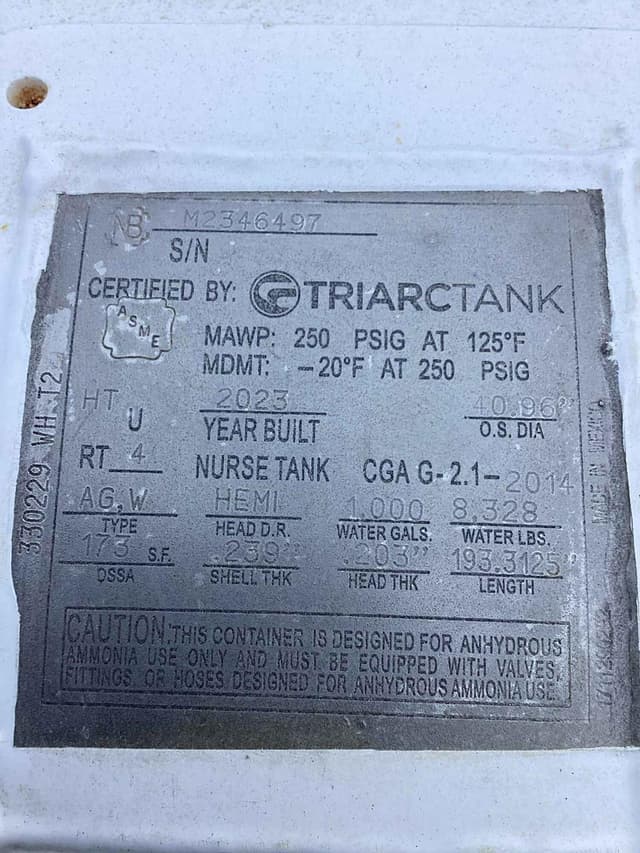 NB M2346497
S/N
CERTIFIED BY: TRIARCTANK
ASME
MAWP: 250 PSIG AT 125°F
MDMT: -20°F AT 250 PSIG
HT 2023 40.96"
U YEAR BUILT O.S. DIA
RT 4 NURSE TANK CGA G-2.1-2014
AG,W HEMI 1,000 8,328
TYPE HEAD D.R. WATER GALS. WATER LBS.
173 S.F. .239" .203" 193.3125"
OSSA SHELL THK HEAD THK LENGTH
CAUTION: THIS CONTAINER IS DESIGNED FOR ANHYDROUS
AMMONIA USE ONLY AND MUST BE EQUIPPED WITH VALVES,
FITTINGS OR HOSES DESIGNED FOR ANHYDROUS AMMONIA USE.
330229 WH T2
MADE IN MEXICO